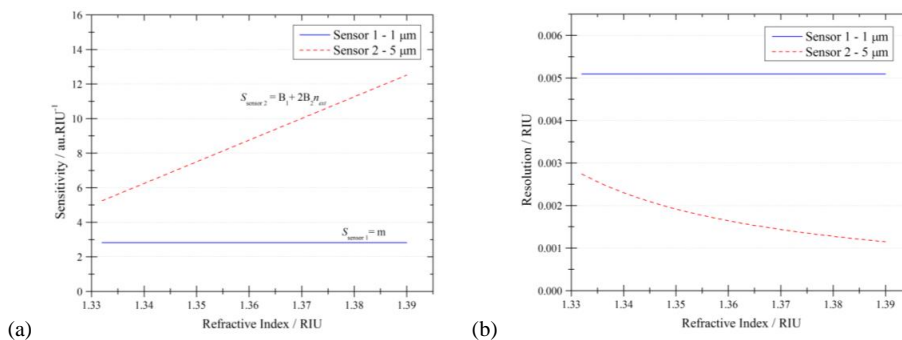 16
14
12
10
8
6
4
2
0
Sensitivity / au.RIU⁻¹
Sensor 1 - 1 μm
Sensor 2 - 5 μm
S sensor 2 = B₁ + 2B₂n ext
S sensor 1 = m
1.33 1.34 1.35 1.36 1.37 1.38 1.39
Refractive Index / RIU
(a)
0.006
0.005
0.004
0.003
0.002
0.001
0.000
Resolution / RIU
Sensor 1 - 1 μm
Sensor 2 - 5 μm
1.33 1.34 1.35 1.36 1.37 1.38 1.39
Refractive Index / RIU
(b)